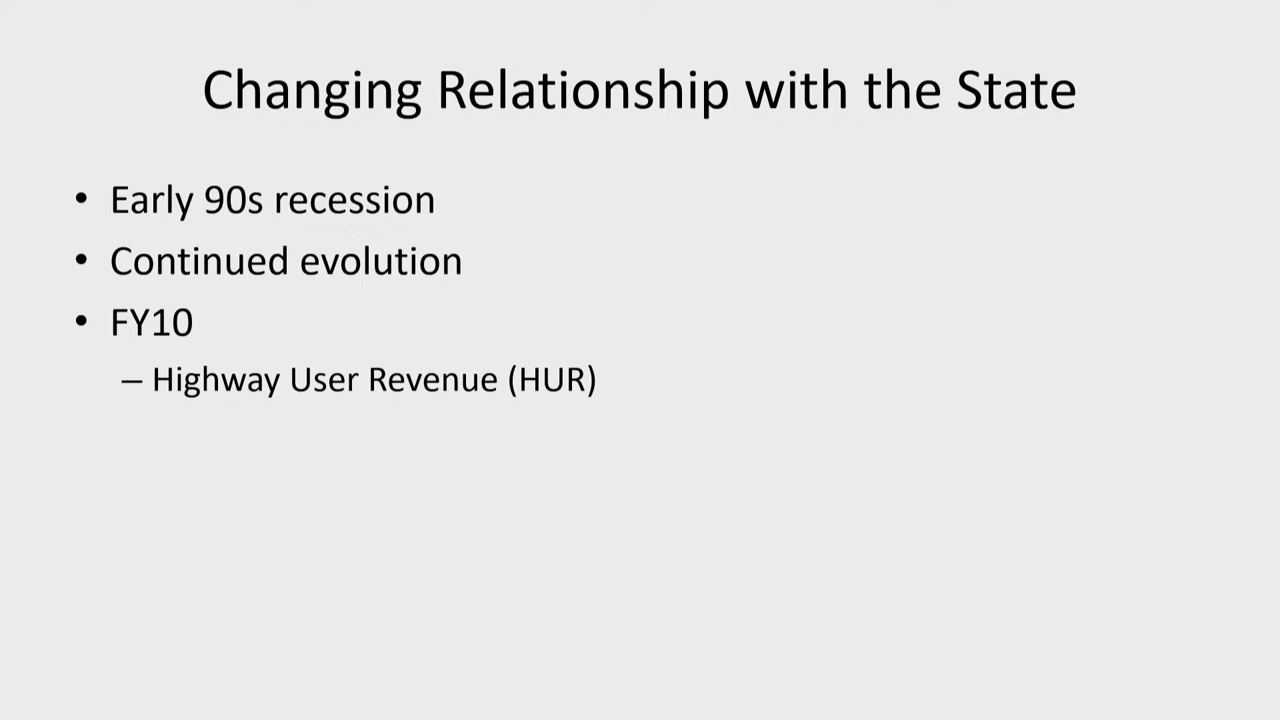 Changing Relationship with the State
• Early 90s recession
• Continued evolution
• FY10
– Highway User Revenue (HUR)